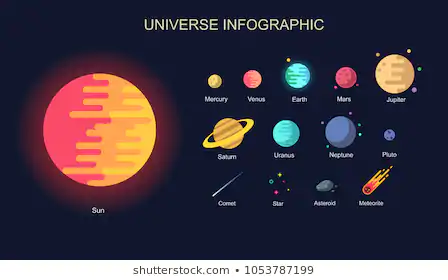 UNIVERSE INFOGRAPHIC
Mercury Venus Earth Mars Jupiter
Saturn Uranus Neptune Pluto
Comet Star Asteroid Meteorite
Sun
shutterstock.com • 1053787199